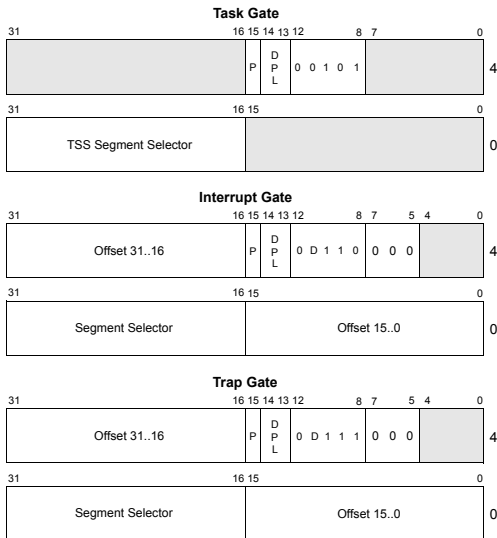 Task Gate
31 16 15 14 13 12 8 7 0
P D P L 0 0 1 0 1 4
31 16 15 0
TSS Segment Selector 0
Interrupt Gate
31 16 15 14 13 12 8 7 5 4 0
Offset 31..16 P D P L 0 D 1 1 0 0 0 0 4
31 16 15 0
Segment Selector Offset 15..0 0
Trap Gate
31 16 15 14 13 12 8 7 5 4 0
Offset 31..16 P D P L 0 D 1 1 1 0 0 0 4
31 16 15 0
Segment Selector Offset 15..0 0